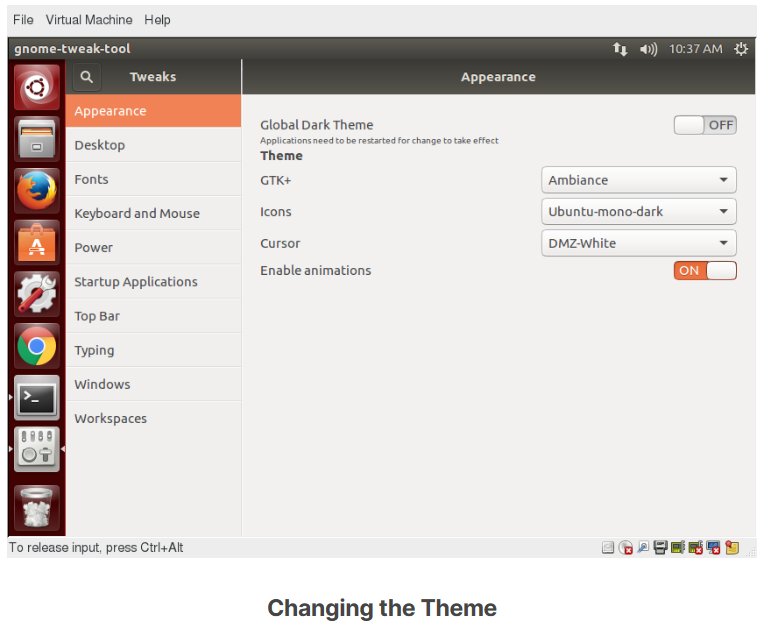 File Virtual Machine Help
gnome-tweak-tool 10:37 AM
Tweaks Appearance
Appearance
Desktop
Fonts
Keyboard and Mouse
Power
Startup Applications
Top Bar
Typing
Windows
Workspaces
Global Dark Theme OFF
Applications need to be restarted for change to take effect
Theme
GTK+ Ambiance
Icons Ubuntu-mono-dark
Cursor DMZ-White
Enable animations ON
To release input, press Ctrl+Alt
Changing the Theme